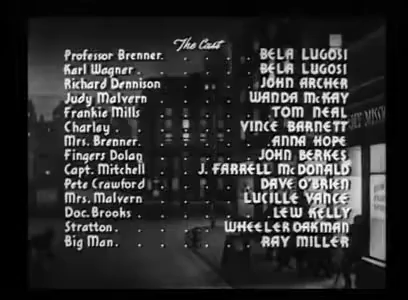 The Cast
Professor Brenner. . . . . . BELA LUGOSI
Karl Wagner . . . . . . BELA LUGOSI
Richard Dennison . . . . . JOHN ARCHER
Judy Malvern . . . . . WANDA McKAY
Frankie Mills . . . . . . TOM NEAL
Charley . . . . . VINCE BARNETT
Mrs. Brenner. . . . . . ANNA HOPE
Fingers Dolan . . . . . JOHN BERKES
Capt. Mitchell . . J. FARRELL McDONALD
Pete Crawford . . . . . DAVE O'BRIEN
Mrs. Malvern . . . . LUCILLE VANCE
Doc. Brooks . . . . . . LEW KELLY
Stratton. . . . . WHEELER OAKMAN
Big Man. . . . . . . RAY MILLER